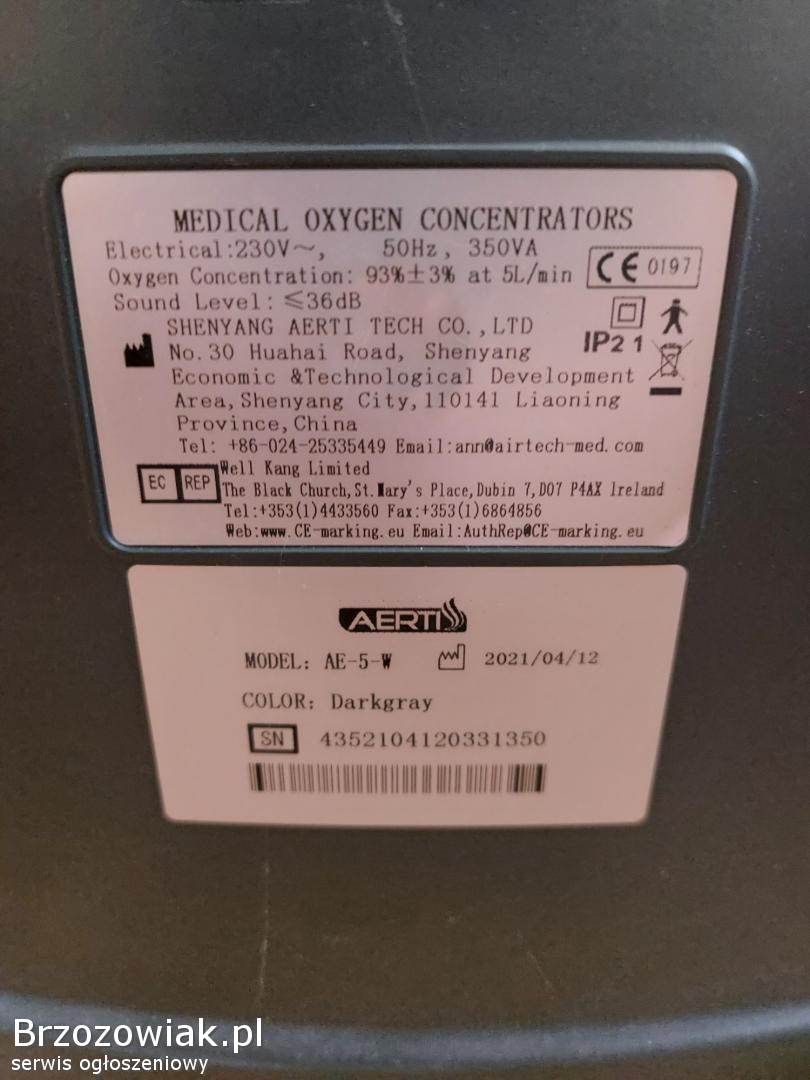 MEDICAL OXYGEN CONCENTRATORS
Electrical:230V～, 50Hz, 350VA
Oxygen Concentration: 93%±3% at 5L/min
CE 0197
Sound Level: ≤36dB
SHENYANG AERTI TECH CO.,LTD
IP21
No.30 Huahai Road, Shenyang
Economic &Technological Development
Area,Shenyang City,110141 Liaoning
Province,China
Tel: +86-024-25335449 Email:ann@airtech-med.com
EC REP
Well Kang Limited
The Black Church,St.Mary's Place,Dubin 7,D07 P4AX Ireland
Tel:+353(1)4433560 Fax:+353(1)6864856
Web:www.CE-marking.eu Email:AuthRep@CE-marking.eu
AERTI
MODEL: AE-5-W 2021/04/12
COLOR: Darkgray
SN 4352104120331350
Brzozowiak.pl
serwis ogłoszeniowy